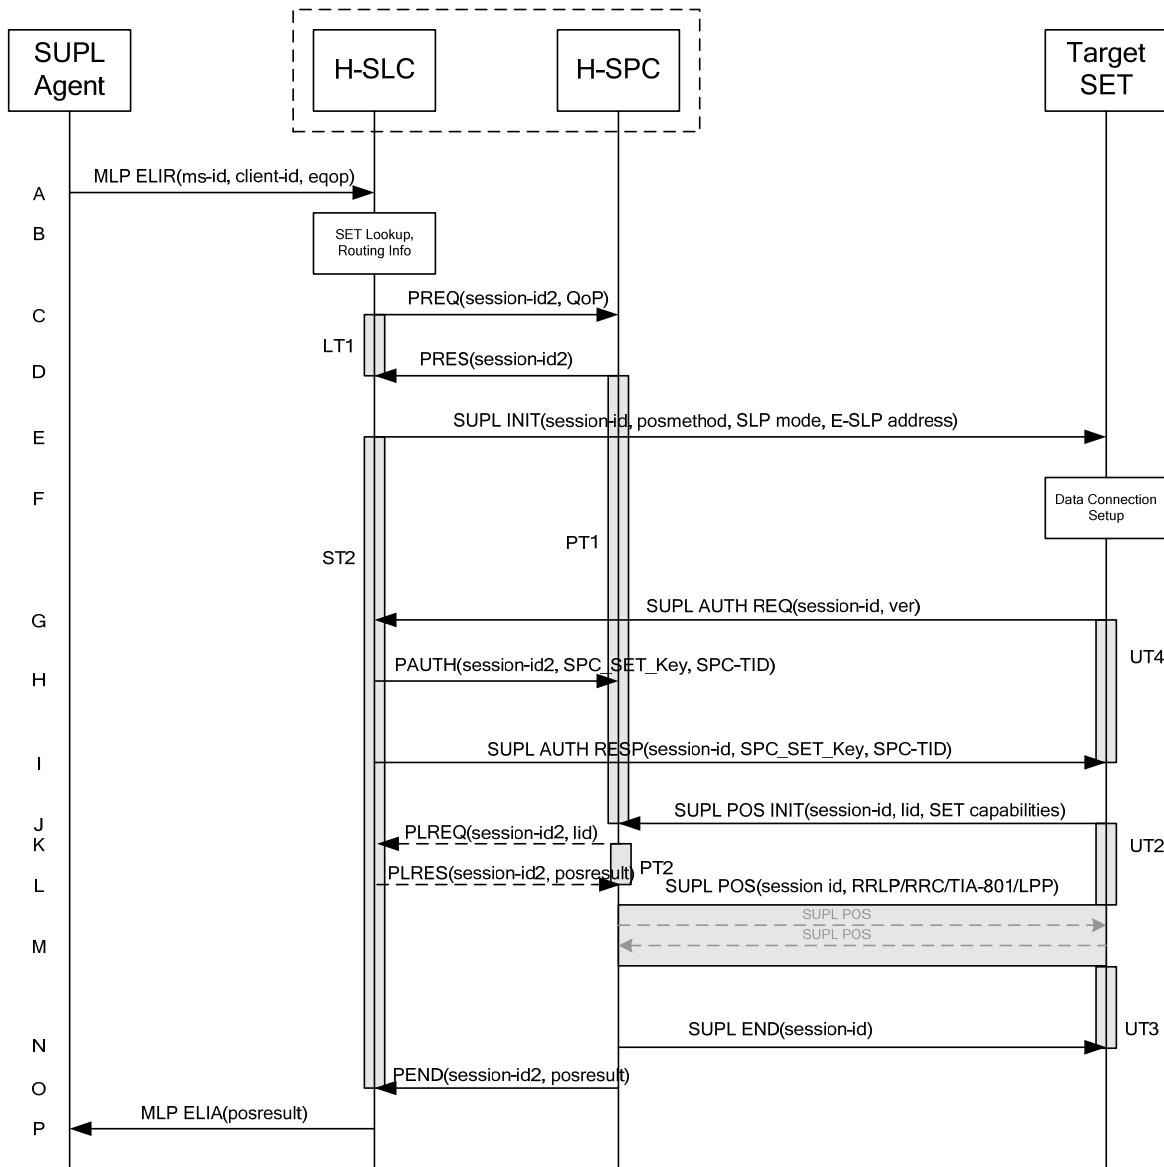 SUPL
Agent
H-SLC
H-SPC
Target
SET
A
MLP ELIR(ms-id, client-id, eqop)
B
SET Lookup,
Routing Info
C
PREQ(session-id2, QoP)
LT1
D
PRES(session-id2)
E
SUPL INIT(session-id, posmethod, SLP mode, E-SLP address)
F
Data Connection
Setup
ST2
PT1
G
SUPL AUTH REQ(session-id, ver)
UT4
H
PAUTH(session-id2, SPC_SET_Key, SPC-TID)
I
SUPL AUTH RESP(session-id, SPC_SET_Key, SPC-TID)
J
SUPL POS INIT(session-id, lid, SET capabilities)
K
PLREQ(session-id2, lid)
UT2
L
PLRES(session-id2, posresult)
PT2
SUPL POS(session id, RRLP/RRC/TIA-801/LPP)
SUPL POS
SUPL POS
M
N
SUPL END(session-id)
UT3
O
PEND(session-id2, posresult)
P
MLP ELIA(posresult)